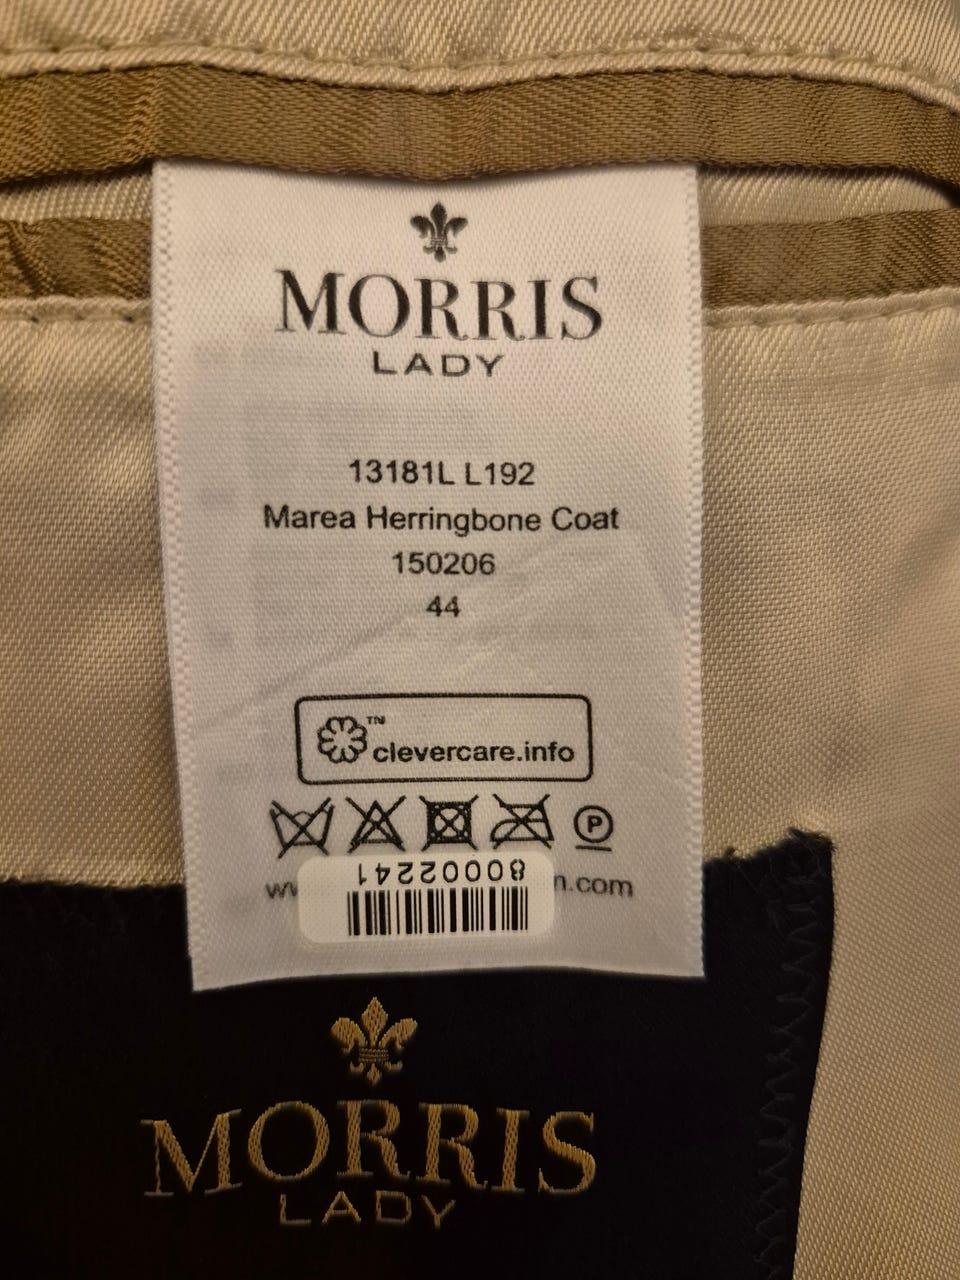 MORRIS
LADY
13181L L192
Marea Herringbone Coat
150206
44
TM
clevercare.info
P
80002241
MORRIS
LADY